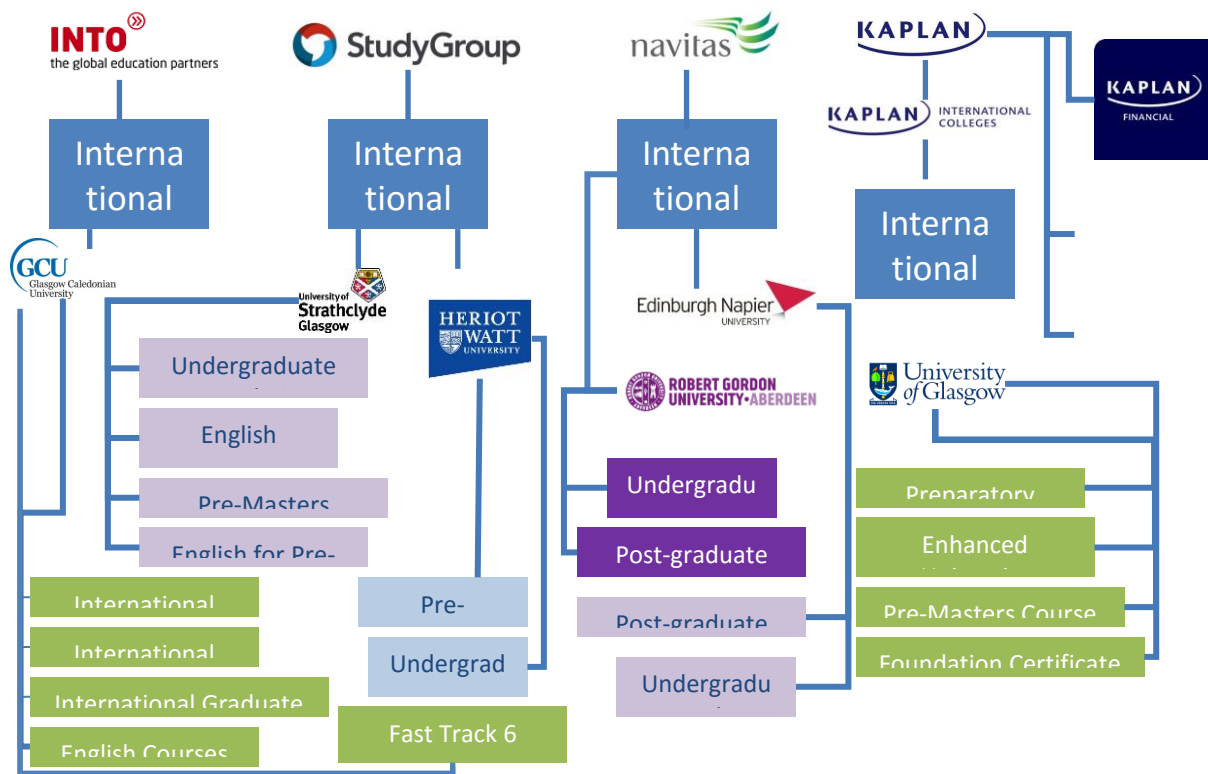 INTO
the global education partners
StudyGroup
navitas
KAPLAN
KAPLAN
FINANCIAL
KAPLAN INTERNATIONAL
COLLEGES
Interna
tional
Interna
tional
Interna
tional
Interna
tional
GCU
Glasgow Caledonian
University
University of
Strathclyde
Glasgow
HERIOT
WATT
UNIVERSITY
Edinburgh Napier
UNIVERSITY
ROBERT GORDON
UNIVERSITY•ABERDEEN
University
of Glasgow
Undergraduate
English
Pre-Masters
English for Pre-
International
International
International Graduate
English Courses
Pre-
Undergrad
Fast Track 6
Undergradu
Post-graduate
Post-graduate
Undergradu
Preparatory
Enhanced
Pre-Masters Course
Foundation Certificate